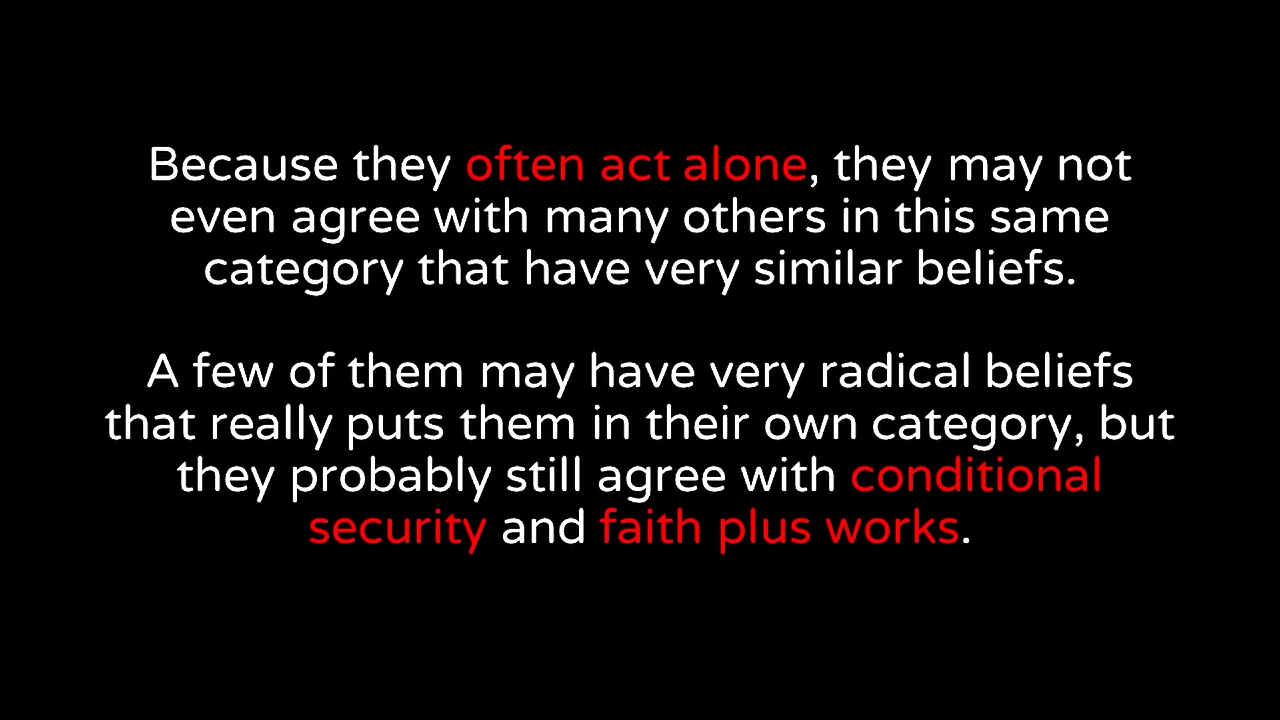 Because they often act alone, they may not
even agree with many others in this same
category that have very similar beliefs.
A few of them may have very radical beliefs
that really puts them in their own category, but
they probably still agree with conditional
security and faith plus works.